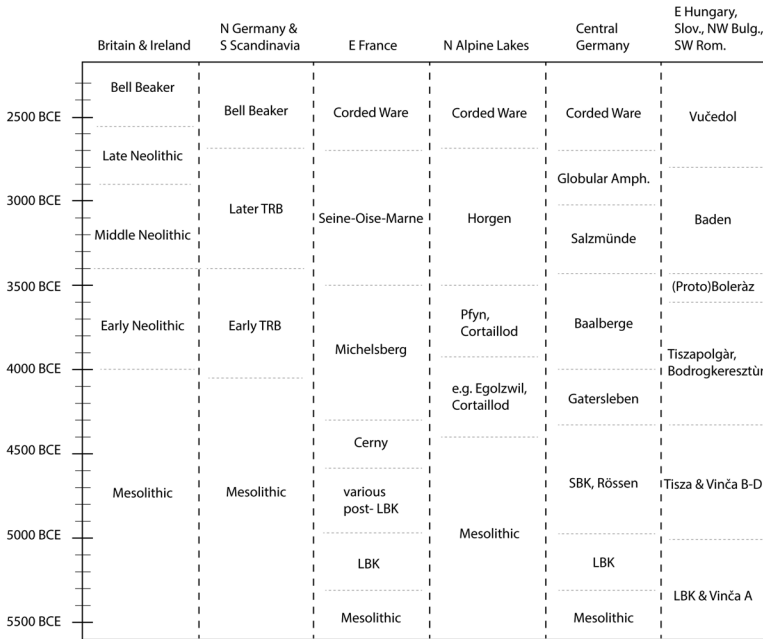 Britain & Ireland
N Germany &
S Scandinavia
E France
N Alpine Lakes
Central
Germany
E Hungary,
Slov., NW Bulg.,
SW Rom.
2500 BCE
3000 BCE
3500 BCE
4000 BCE
4500 BCE
5000 BCE
5500 BCE
Bell Beaker
Late Neolithic
Middle Neolithic
Early Neolithic
Mesolithic
Bell Beaker
Later TRB
Early TRB
Mesolithic
Corded Ware
Seine-Oise-Marne
Michelsberg
Cerny
various
post- LBK
LBK
Mesolithic
Corded Ware
Horgen
Pfyn,
Cortaillod
e.g. Egolzwil,
Cortaillod
Mesolithic
Corded Ware
Globular Amph.
Salzmünde
Baalberge
Gatersleben
SBK, Rössen
LBK
Mesolithic
Vučedol
Baden
(Proto)Boleràz
Tiszapolgàr,
Bodrogkeresztùr
Tisza & Vinča B-D
LBK & Vinča A